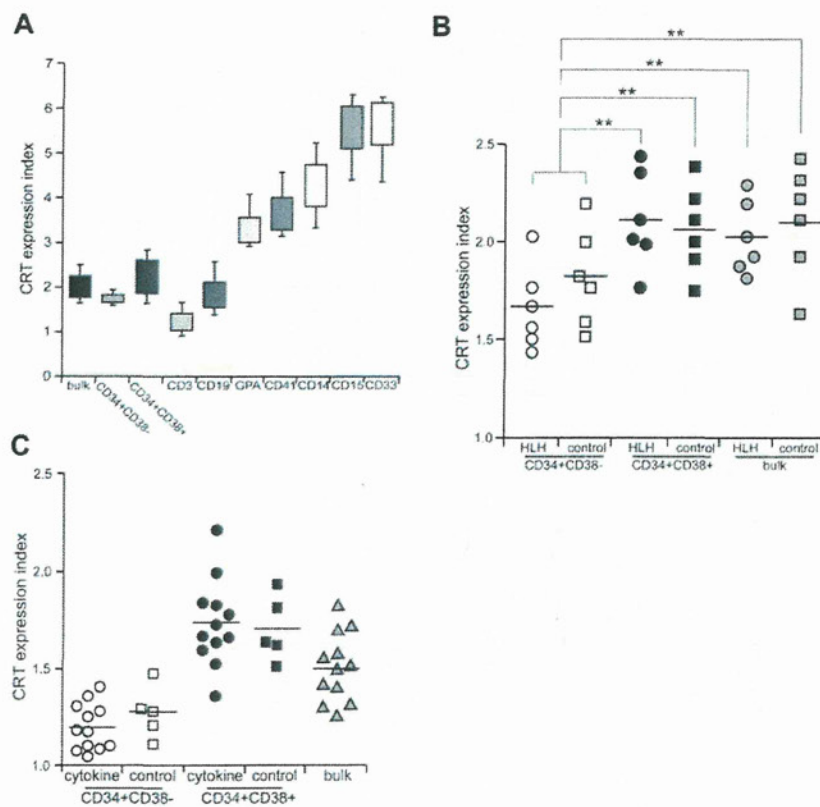 A
CRT expression index
7
6
5
4
3
2
1
0
bulk
CD34+CD38-
CD34+CD38+
CD3
CD19
GPA
CD41
CD14
CD15
CD33
B
CRT expression index
2.5
2.0
1.5
1.0
**
**
**
**
HLH control HLH control HLH control
CD34+CD38- CD34+CD38+ bulk
C
CRT expression index
2.5
2.0
1.5
1.0
cytokine control cytokine control bulk
CD34+CD38- CD34+CD38+